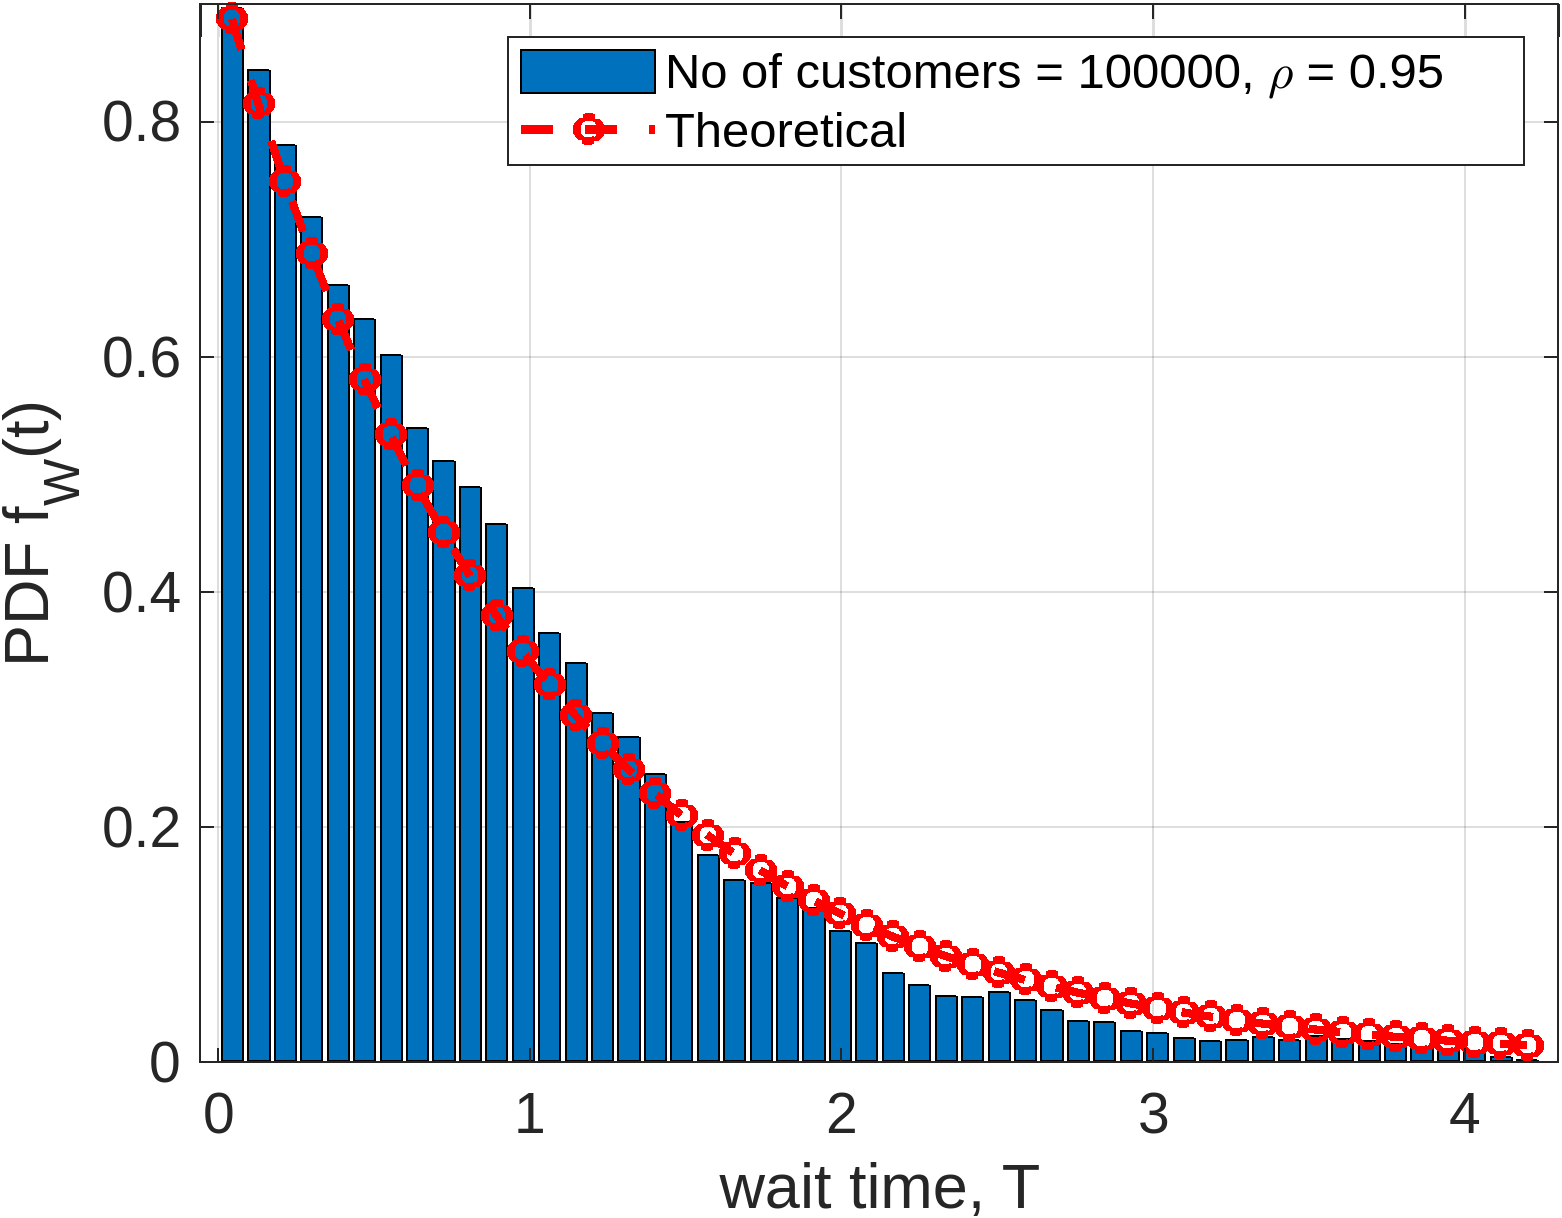 No of customers = 100000, ρ = 0.95
Theoretical
0.8
0.6
0.4
0.2
0
PDF f_W(t)
0 1 2 3 4
wait time, T